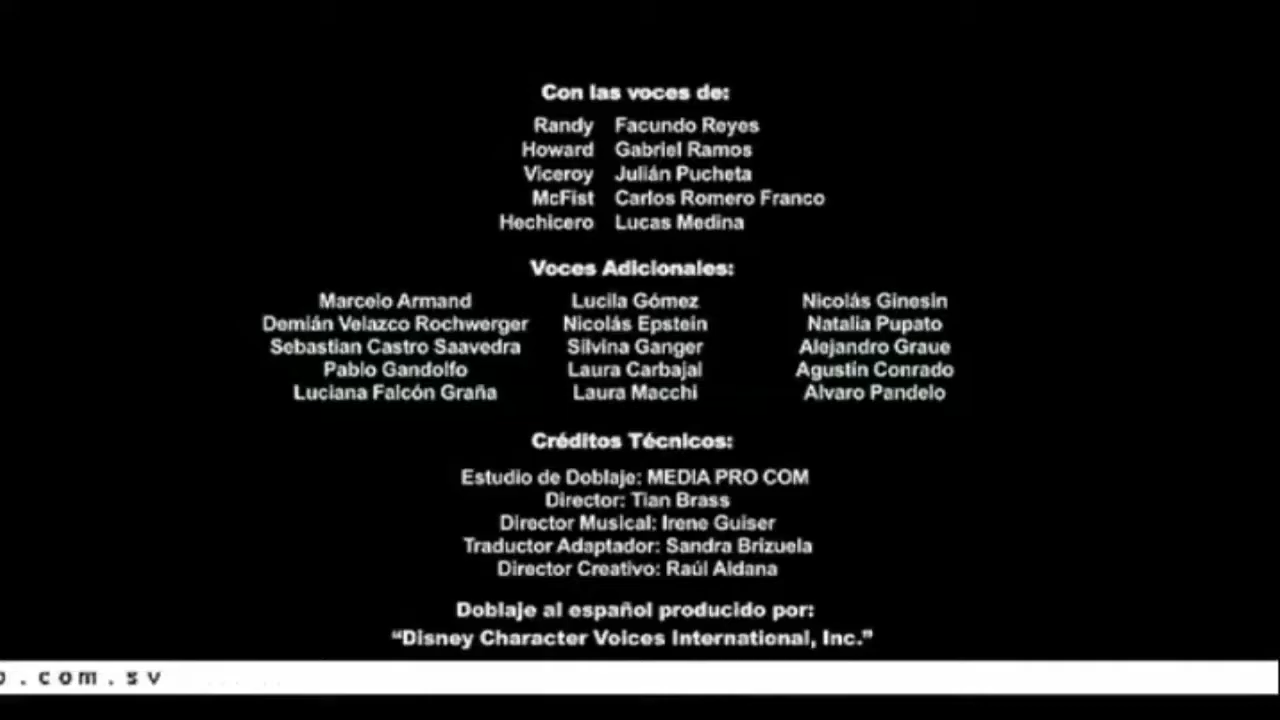 Con las voces de:
Randy Facundo Reyes
Howard Gabriel Ramos
Viceroy Julián Pucheta
McFist Carlos Romero Franco
Hechicero Lucas Medina
Voces Adicionales:
Marcelo Armand Lucila Gómez Nicolás Ginesin
Demián Velazco Rochwerger Nicolás Epstein Natalia Pupato
Sebastian Castro Saavedra Silvina Ganger Alejandro Graue
Pablo Gandolfo Laura Carbajal Agustín Conrado
Luciana Falcón Graña Laura Macchi Alvaro Pandelo
Créditos Técnicos:
Estudio de Doblaje: MEDIA PRO COM
Director: Tian Brass
Director Musical: Irene Guiser
Traductor Adaptador: Sandra Brizuela
Director Creativo: Raúl Aldana
Doblaje al español producido por:
“Disney Character Voices International, Inc.”
.com.sv